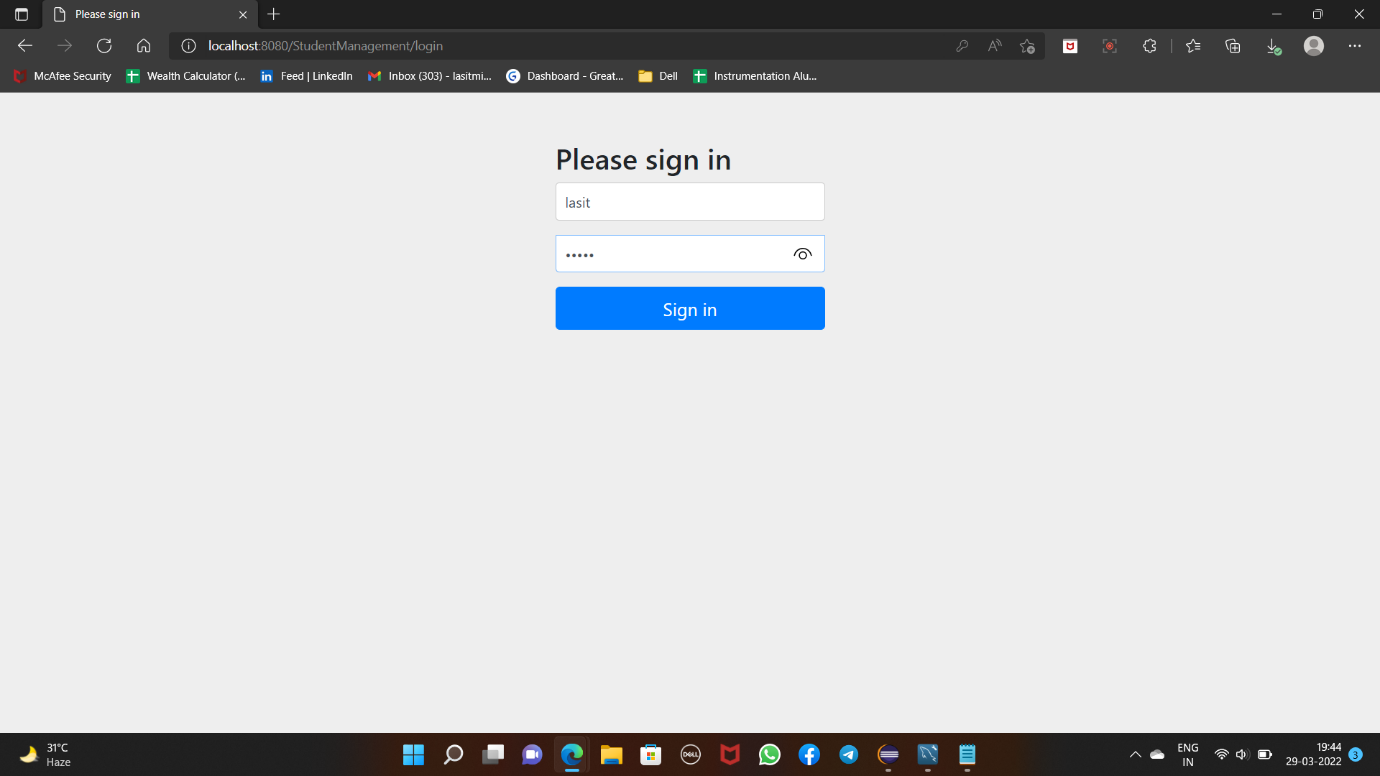 Please sign in
localhost:8080/StudentManagement/login
McAfee Security
Wealth Calculator (...
Feed | LinkedIn
Inbox (303) - lasitmi...
Dashboard - Great...
Dell
Instrumentation Alu...
Please sign in
lasit
•••••
Sign in
31°C
Haze
DELL
ENG
IN
19:44
29-03-2022
3